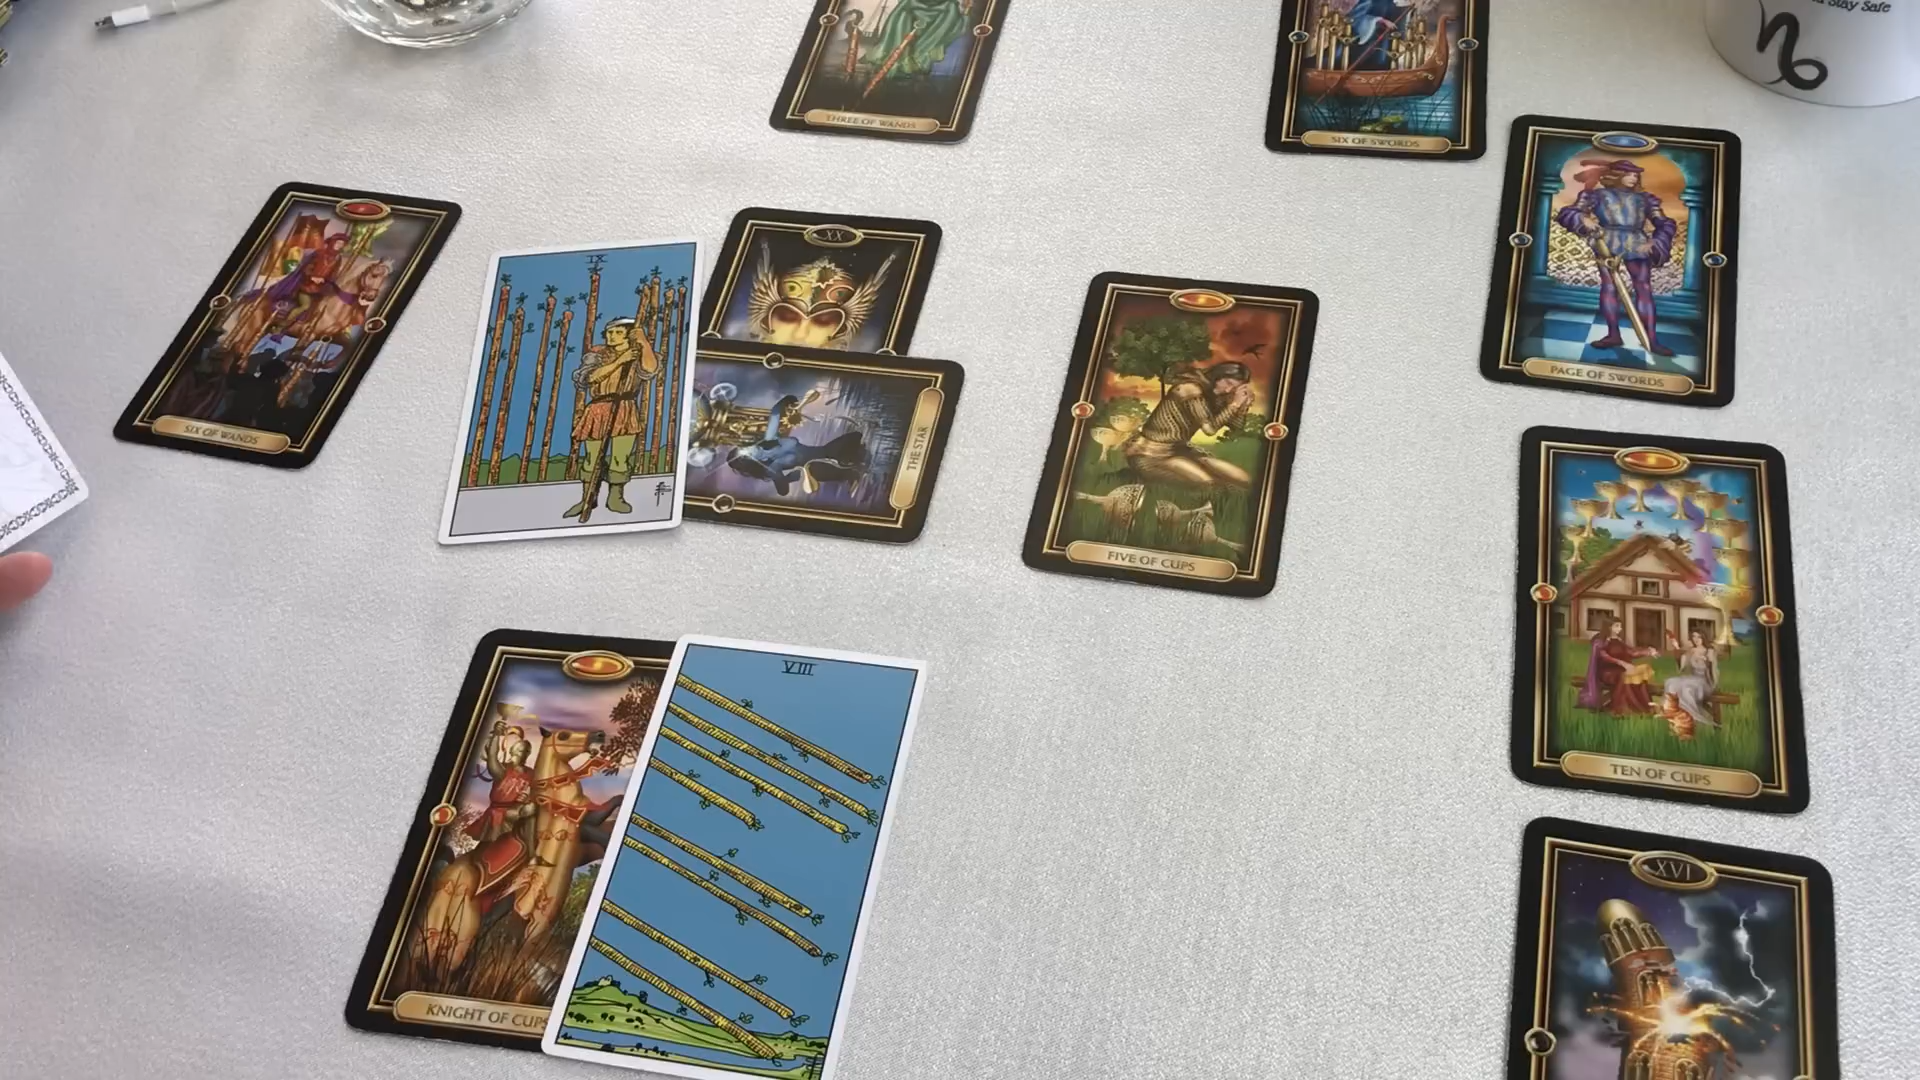 Stay Safe
THREE OF WANDS
SIX OF SWORDS
SIX OF WANDS
IX
XX
THE STAR
FIVE OF CUPS
PAGE OF SWORDS
TEN OF CUPS
KNIGHT OF CUPS
VIII
XVI